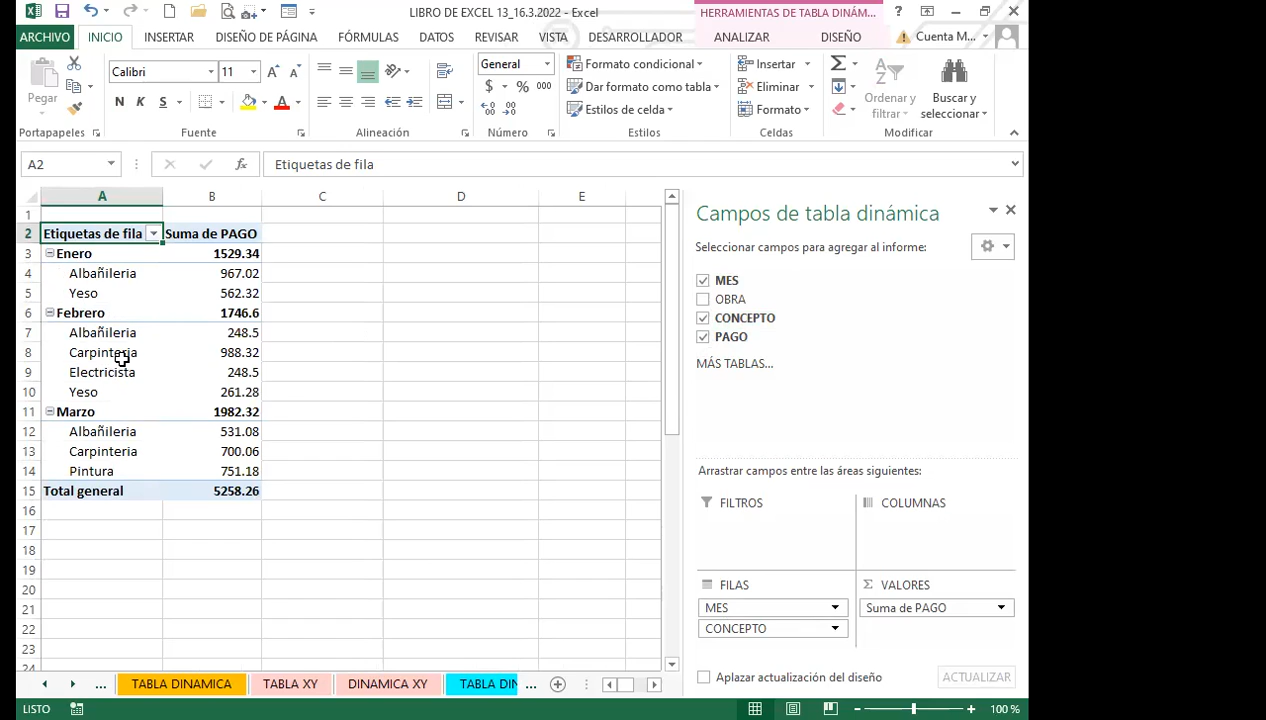 LIBRO DE EXCEL 13_16.3.2022 - Excel
HERRAMIENTAS DE TABLA DINÁM...
?
ARCHIVO INICIO INSERTAR DISEÑO DE PÁGINA FÓRMULAS DATOS REVISAR VISTA DESARROLLADOR ANALIZAR DISEÑO Cuenta M...
Pegar
Calibri 11
N K S
General
$ % 000
Formato condicional
Dar formato como tabla
Estilos de celda
Insertar
Eliminar
Formato
Ordenar y filtrar
Buscar y seleccionar
Portapapeles Fuente Alineación Número Estilos Celdas Modificar
A2 fx Etiquetas de fila
A B C D E
1
2 Etiquetas de fila Suma de PAGO
3 Enero 1529.34
4 Albañileria 967.02
5 Yeso 562.32
6 Febrero 1746.6
7 Albañileria 248.5
8 Carpinteria 988.32
9 Electricista 248.5
10 Yeso 261.28
11 Marzo 1982.32
12 Albañileria 531.08
13 Carpinteria 700.06
14 Pintura 751.18
15 Total general 5258.26
16
17
18
19
20
21
22
23
24
Campos de tabla dinámica
Seleccionar campos para agregar al informe:
MES
OBRA
CONCEPTO
PAGO
MÁS TABLAS...
Arrastrar campos entre las áreas siguientes:
FILTROS COLUMNAS
FILAS VALORES
MES Suma de PAGO
CONCEPTO
Aplazar actualización del diseño ACTUALIZAR
... TABLA DINAMICA TABLA XY DINAMICA XY TABLA DIN ...
LISTO 100 %